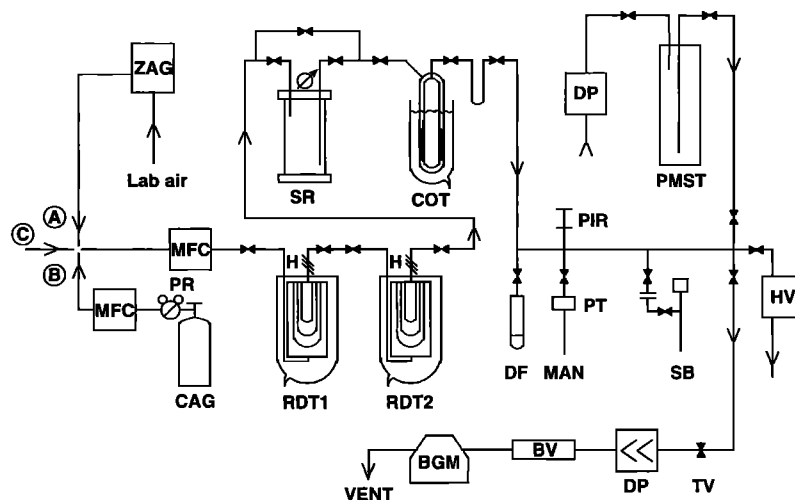 ZAG
DP
Lab air
SR
COT
PMST
A
C
PIR
MFC
H
H
B
PR
PT
HV
MFC
CAG
RDT1
RDT2
DF
MAN
SB
BGM
BV
VENT
DP
TV